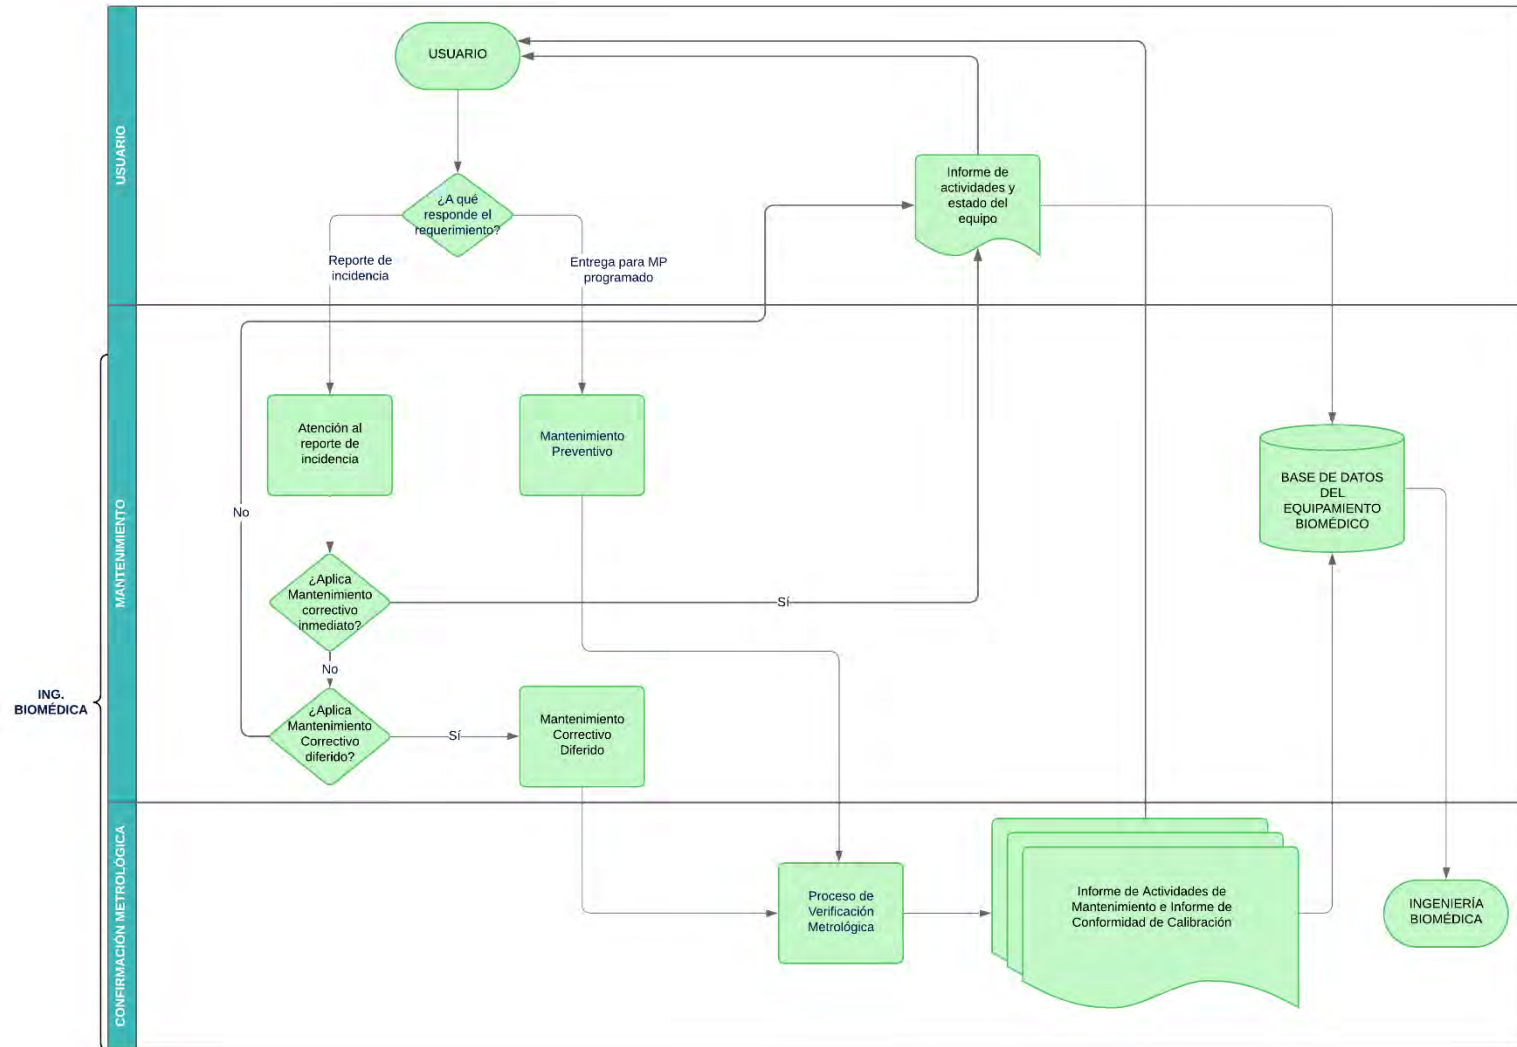 USUARIO
USUARIO
¿A qué
responde el
requerimiento?
Reporte de
incidencia
Entrega para MP
programado
Informe de
actividades y
estado del
equipo
MANTENIMIENTO
Atención al
reporte de
incidencia
Mantenimiento
Preventivo
BASE DE DATOS
DEL
EQUIPAMIENTO
BIOMÉDICO
No
¿Aplica
Mantenimiento
correctivo
inmediato?
Sí
No
ING.
BIOMÉDICA
¿Aplica
Mantenimiento
Correctivo
diferido?
Sí
Mantenimiento
Correctivo
Diferido
CONFIRMACIÓN METROLÓGICA
Proceso de
Verificación
Metrológica
Informe de Actividades de
Mantenimiento e Informe de
Conformidad de Calibración
INGENIERÍA
BIOMÉDICA